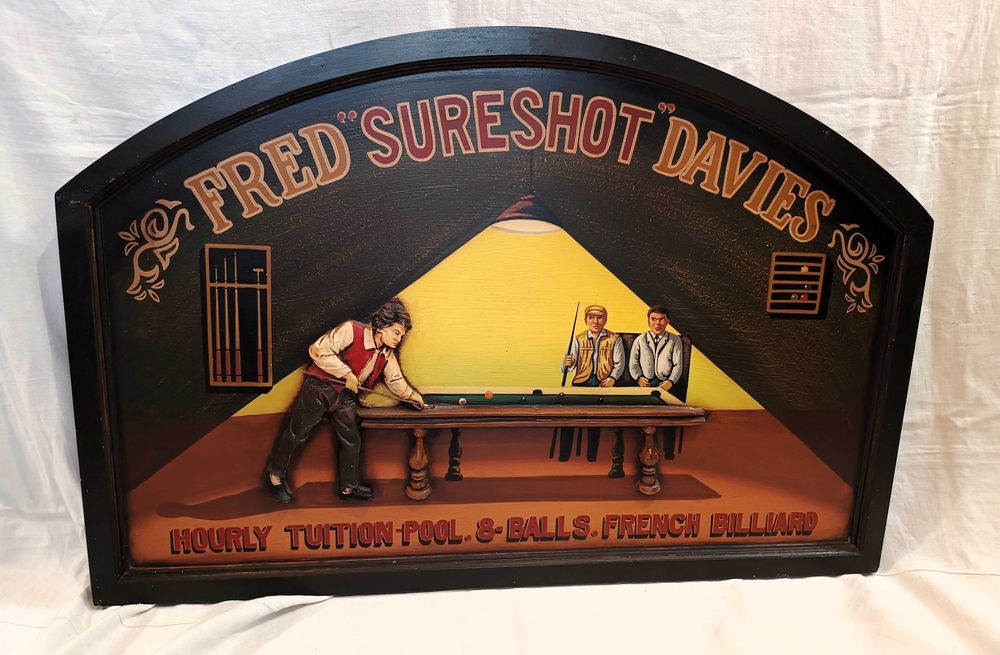 FRED "SURESHOT" DAVIES
HOURLY TUITION-POOL. 8-BALLS. FRENCH BILLIARD